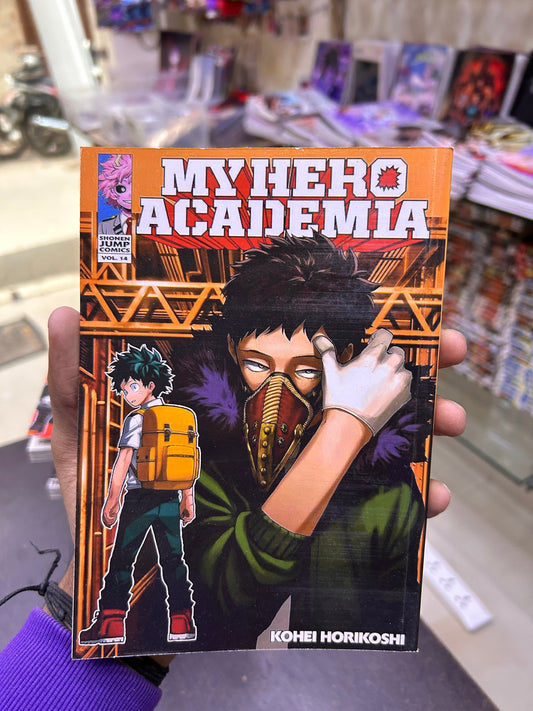 MY HERO
ACADEMIA
SHONEN
JUMP
COMICS
VOL. 14
KOHEI HORIKOSHI